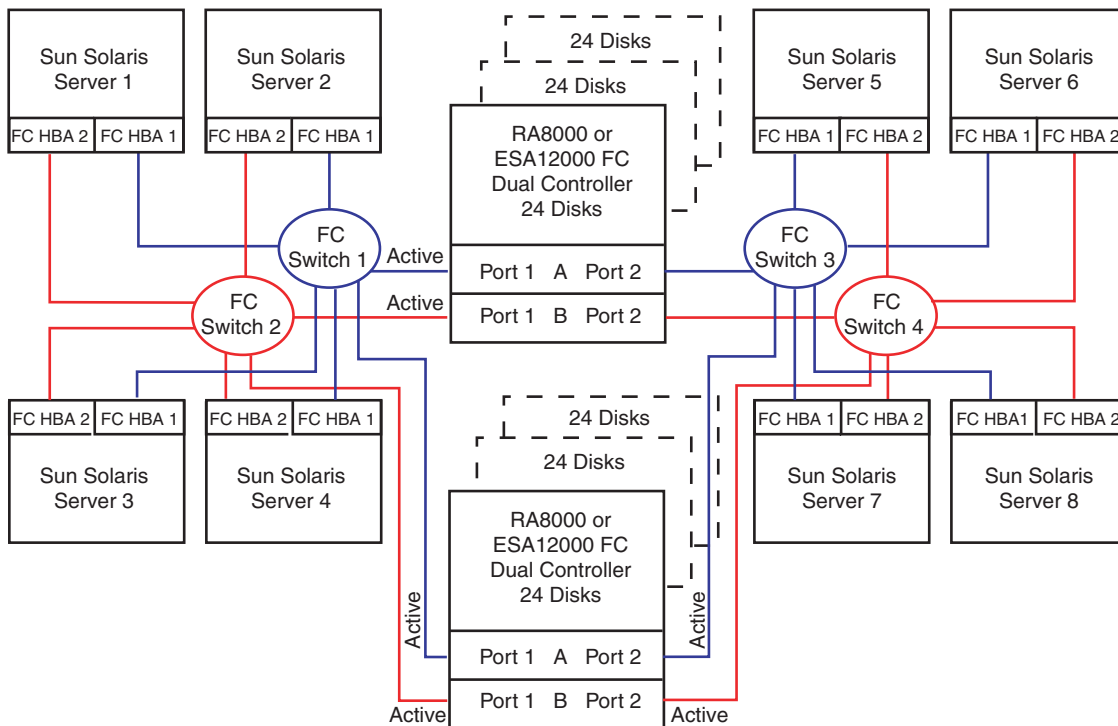 Sun Solaris
Server 1
FC HBA 2
FC HBA 1
Sun Solaris
Server 2
FC HBA 2
FC HBA 1
24 Disks
24 Disks
RA8000 or
ESA12000 FC
Dual Controller
24 Disks
Port 1 A Port 2
Port 1 B Port 2
Sun Solaris
Server 5
FC HBA 1
FC HBA 2
Sun Solaris
Server 6
FC HBA 1
FC HBA 2
FC
Switch 1
Active
FC
Switch 2
Active
FC
Switch 3
FC
Switch 4
FC HBA 2
FC HBA 1
Sun Solaris
Server 3
FC HBA 2
FC HBA 1
Sun Solaris
Server 4
24 Disks
24 Disks
RA8000 or
ESA12000 FC
Dual Controller
24 Disks
Active
Active
Port 1 A Port 2
Port 1 B Port 2
Active
Active
FC HBA 1
FC HBA 2
Sun Solaris
Server 7
FC HBA1
FC HBA 2
Sun Solaris
Server 8